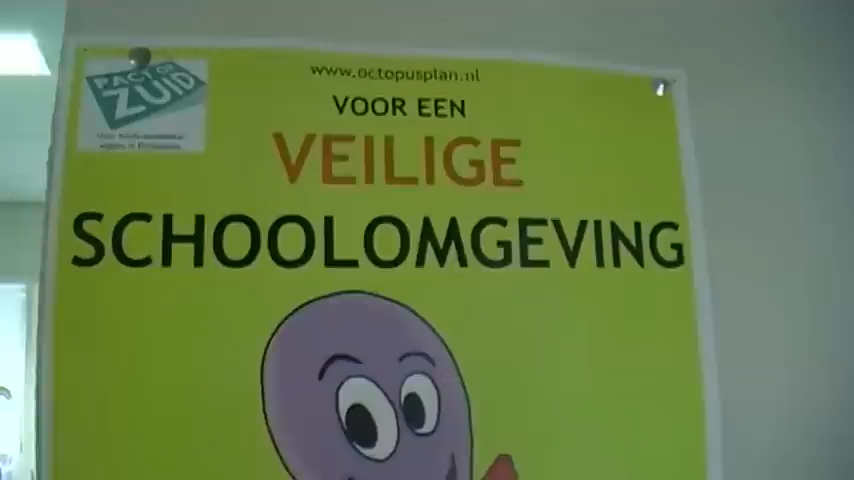 PACT OP
ZUID
www.octopusplan.nl
VOOR EEN
VEILIGE
SCHOOLOMGEVING